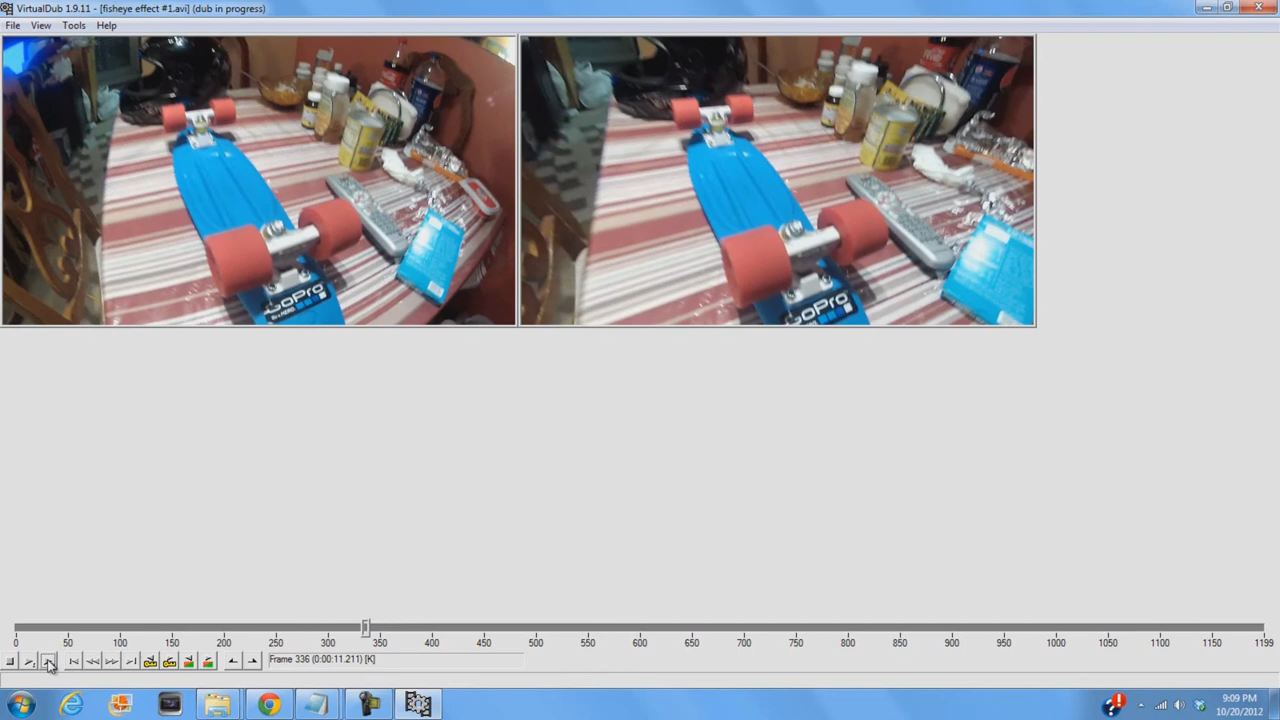 VirtualDub 1.9.11 - [fisheye effect #1.avi] (dub in progress)
File View Tools Help
GoPro
GoPro
0 50 100 150 200 250 300 350 400 450 500 550 600 650 700 750 800 850 900 950 1000 1050 1100 1150 1199
Frame 336 (0:00:11.211) [K]
9:09 PM
10/20/2012